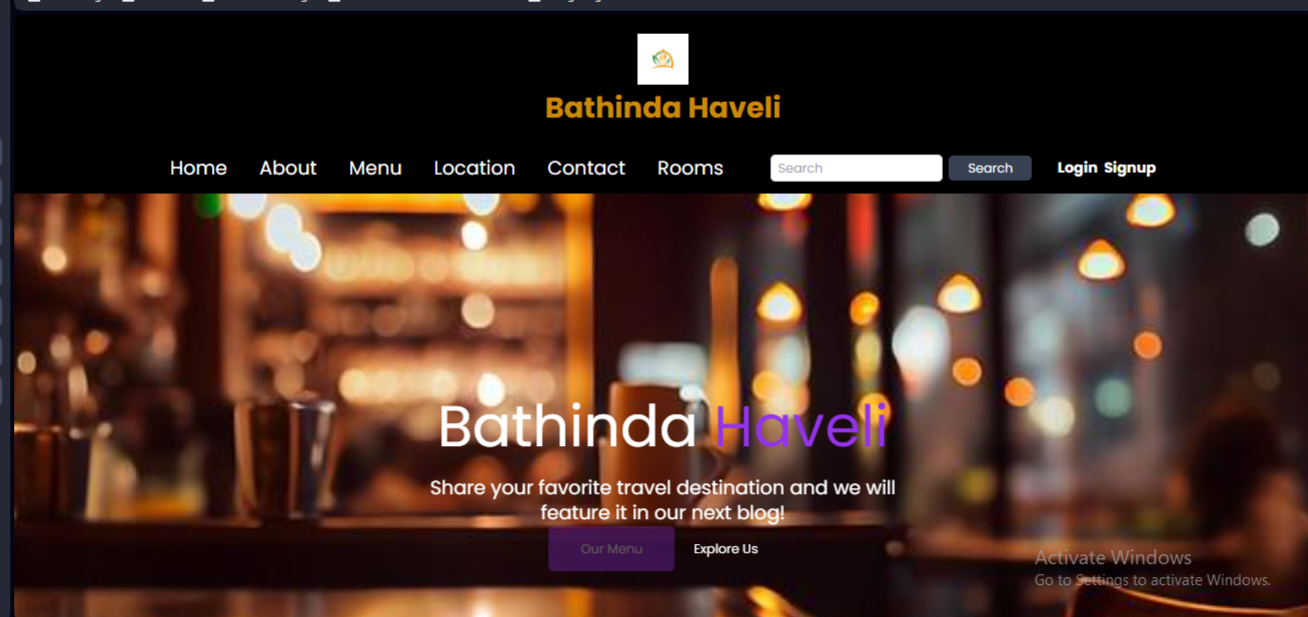 Bathinda Haveli
Home About Menu Location Contact Rooms Search Search Login Signup
Bathinda Haveli
Share your favorite travel destination and we will
feature it in our next blog!
Our Menu Explore Us
Activate Windows
Go to Settings to activate Windows.